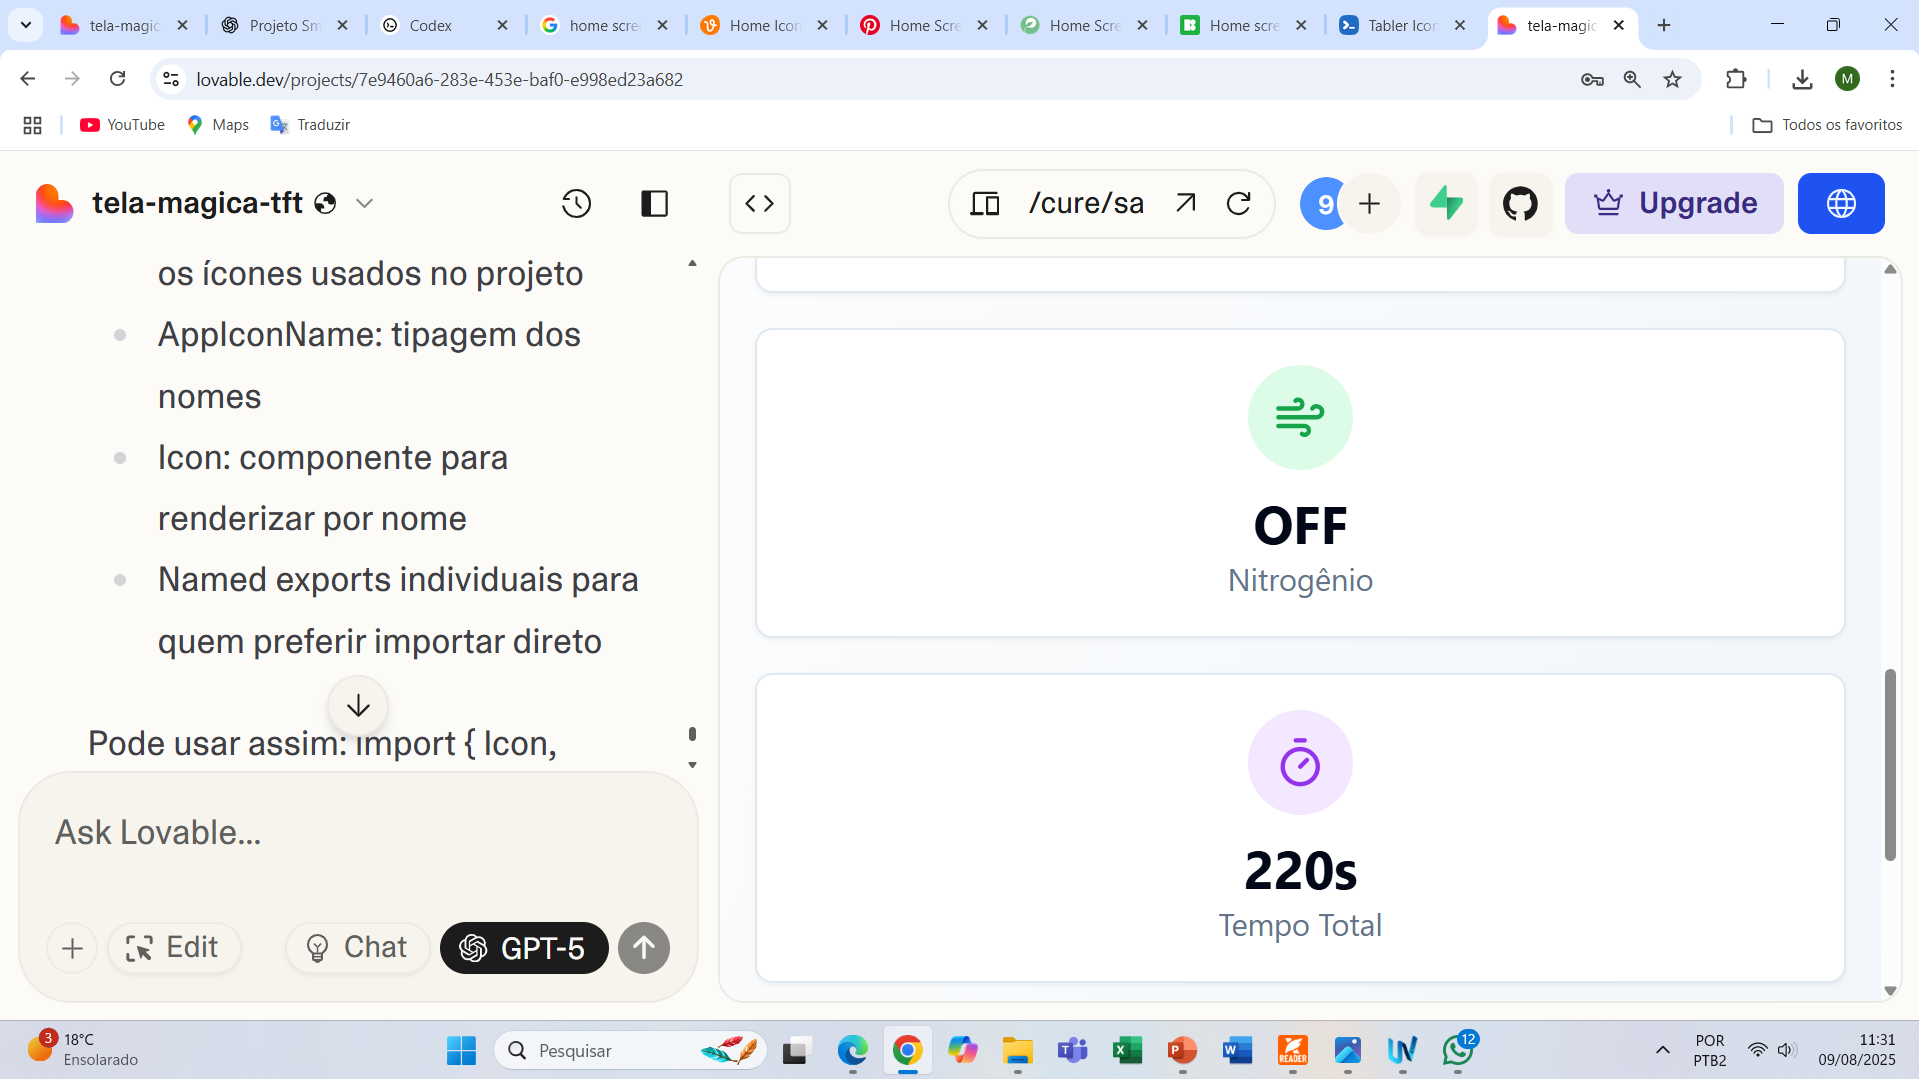 tela-magic
Projeto Sm
Codex
home scre
Home Icon
Home Scre
Home Scre
Home scre
Tabler Icon
tela-magic
lovable.dev/projects/7e9460a6-283e-453e-baf0-e998ed23a682
M
YouTube
Maps
Traduzir
Todos os favoritos
tela-magica-tft
/cure/sa
9
Upgrade
os ícones usados no projeto
AppIconName: tipagem dos
nomes
Icon: componente para
renderizar por nome
Named exports individuais para
quem preferir importar direto
Pode usar assim: import { Icon,
Ask Lovable...
Edit
Chat
GPT-5
OFF
Nitrogênio
220s
Tempo Total
3
18°C
Ensolarado
Pesquisar
READER
12
POR
PTB2
11:31
09/08/2025